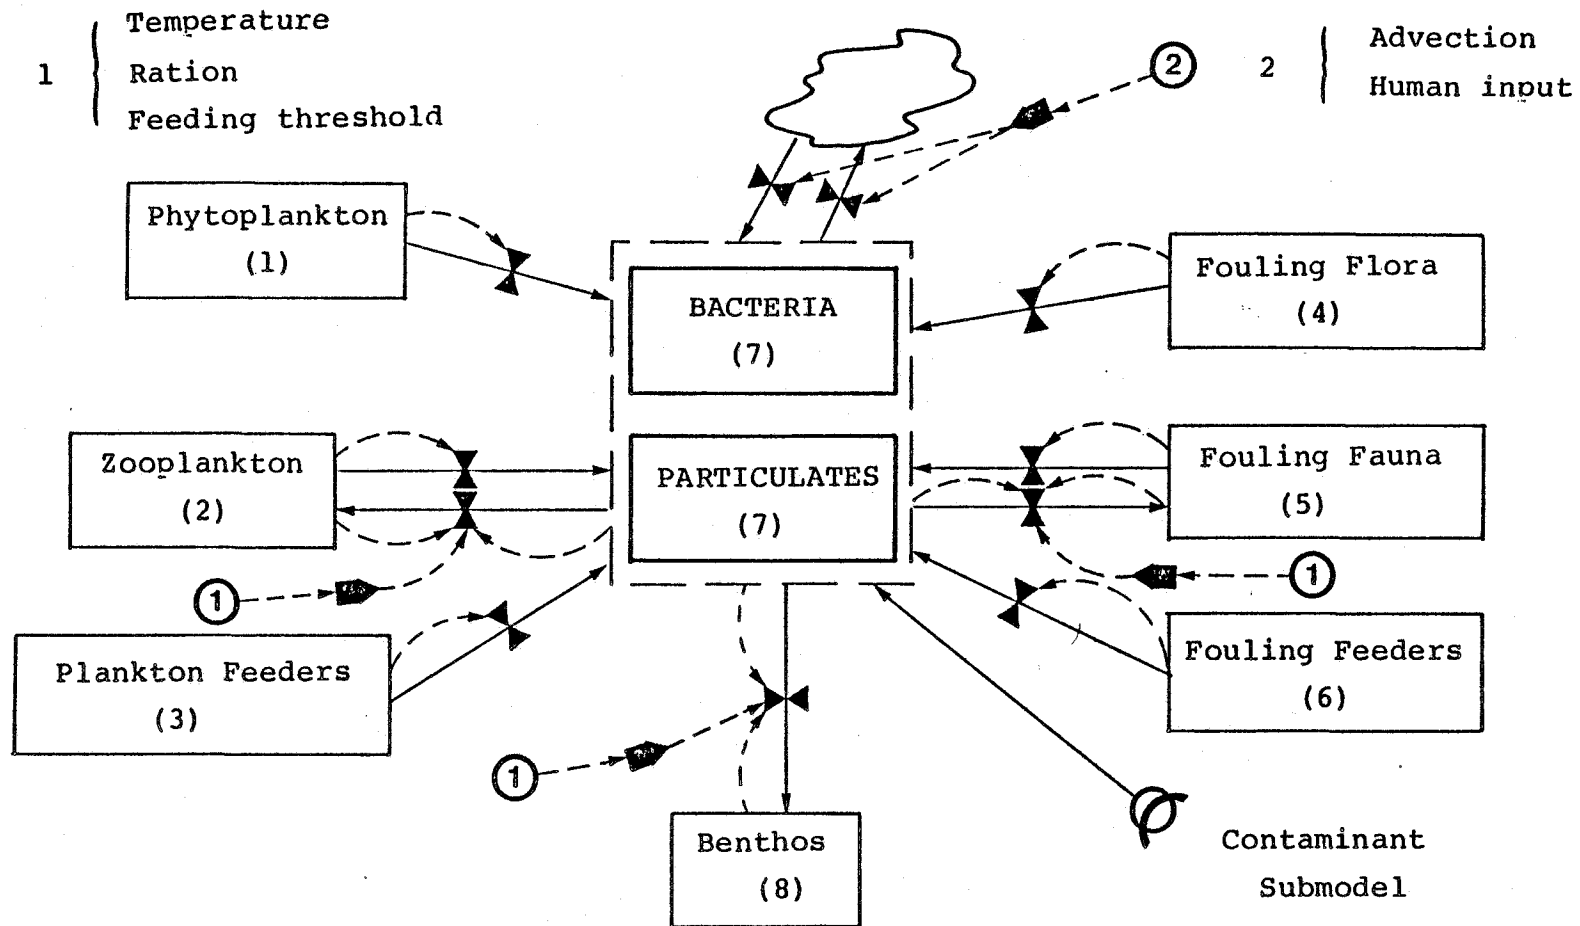 1
Temperature
Ration
Feeding threshold
2
2
Advection
Human input
Phytoplankton
(1)
BACTERIA
(7)
Fouling Flora
(4)
Zooplankton
(2)
PARTICULATES
(7)
Fouling Fauna
(5)
1
1
Plankton Feeders
(3)
Fouling Feeders
(6)
1
Benthos
(8)
Contaminant
Submodel